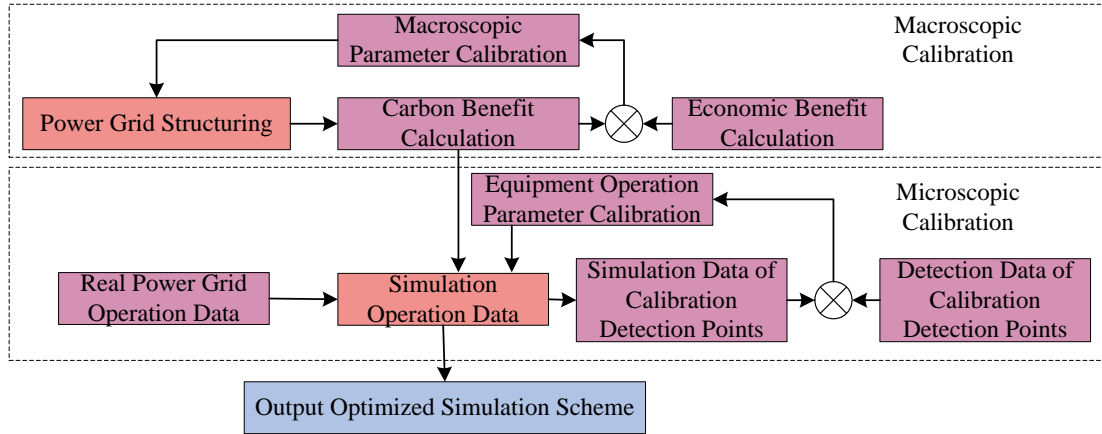 Macroscopic
Parameter Calibration
Macroscopic
Calibration
Power Grid Structuring
Carbon Benefit
Calculation
Economic Benefit
Calculation
Equipment Operation
Parameter Calibration
Microscopic
Calibration
Real Power Grid
Operation Data
Simulation
Operation Data
Simulation Data of
Calibration
Detection Points
Detection Data of
Calibration
Detection Points
Output Optimized Simulation Scheme